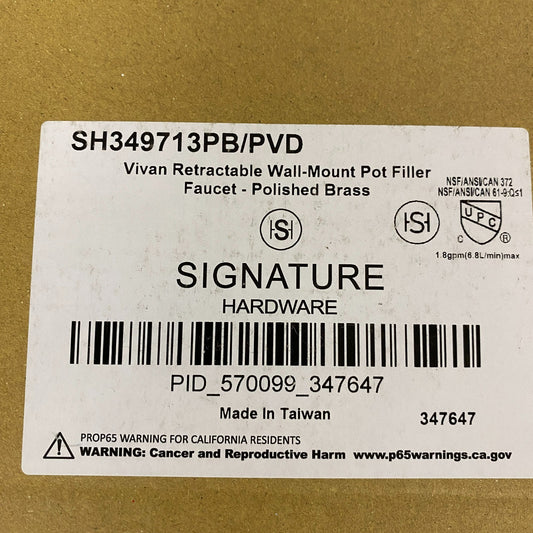 SH349713PB/PVD
Vivan Retractable Wall-Mount Pot Filler
Faucet - Polished Brass
NSF/ANSI/CAN 372
NSF/ANSI/CAN 61-9:Q≤1
HSH
HSH
UPC
C ®
1.8gpm(6.8L/min)max
SIGNATURE
HARDWARE
PID_570099_347647
Made In Taiwan
347647
PROP65 WARNING FOR CALIFORNIA RESIDENTS
WARNING: Cancer and Reproductive Harm www.p65warnings.ca.gov